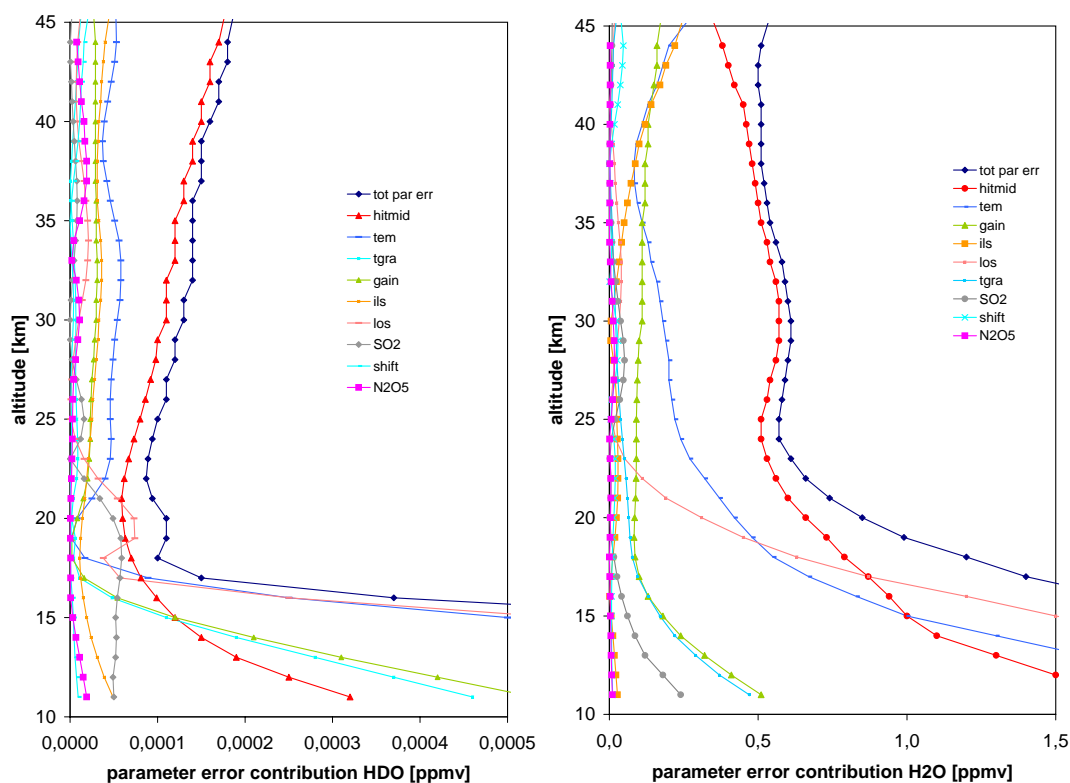 45
40
35
30
25
20
15
10
altitude [km]
0,0000
0,0001
0,0002
0,0003
0,0004
0,0005
parameter error contribution HDO [ppmv]
tot par err
hitmid
tem
tgra
gain
ils
los
SO2
shift
N2O5
45
40
35
30
25
20
15
10
altitude [km]
0,0
0,5
1,0
1,5
parameter error contribution H2O [ppmv]
tot par err
hitmid
tem
gain
ils
los
tgra
SO2
shift
N2O5